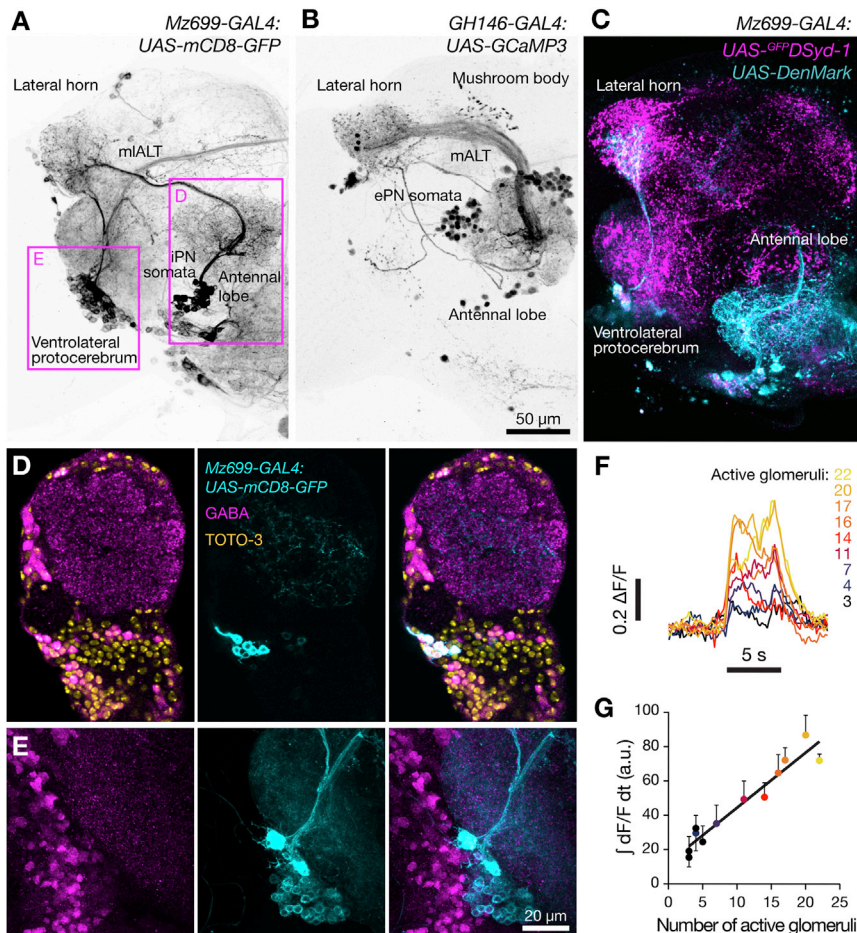 A
Mz699-GAL4:
UAS-mCD8-GFP
Lateral horn
mlALT
D
E
iPN
somata
Antennal
lobe
Ventrolateral
protocerebrum
B
GH146-GAL4:
UAS-GCaMP3
Lateral horn
Mushroom body
mALT
ePN somata
Antennal lobe
50 µm
C
Mz699-GAL4:
UAS-GFPDSyd-1
UAS-DenMark
Lateral horn
Antennal lobe
Ventrolateral
protocerebrum
D
Mz699-GAL4:
UAS-mCD8-GFP
GABA
TOTO-3
E
20 µm
F
Active glomeruli: 22
20
17
16
14
11
7
4
3
0.2 ΔF/F
5 s
G
∫ dF/F dt (a.u.)
100
80
60
40
20
0
0 5 10 15 20 25
Number of active glomeruli